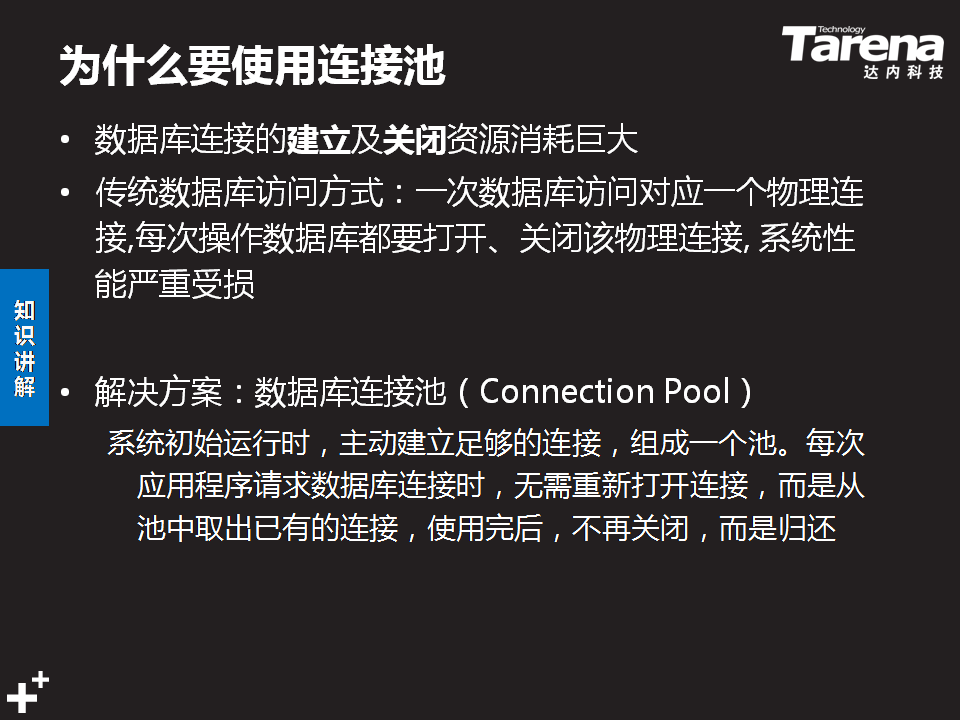 Technology
Tarena
达内科技
为什么要使用连接池
• 数据库连接的建立及关闭资源消耗巨大
• 传统数据库访问方式：一次数据库访问对应一个物理连
接,每次操作数据库都要打开、关闭该物理连接, 系统性
能严重受损
知识讲解
• 解决方案：数据库连接池（Connection Pool）
系统初始运行时，主动建立足够的连接，组成一个池。每次
应用程序请求数据库连接时，无需重新打开连接，而是从
池中取出已有的连接，使用完后，不再关闭，而是归还